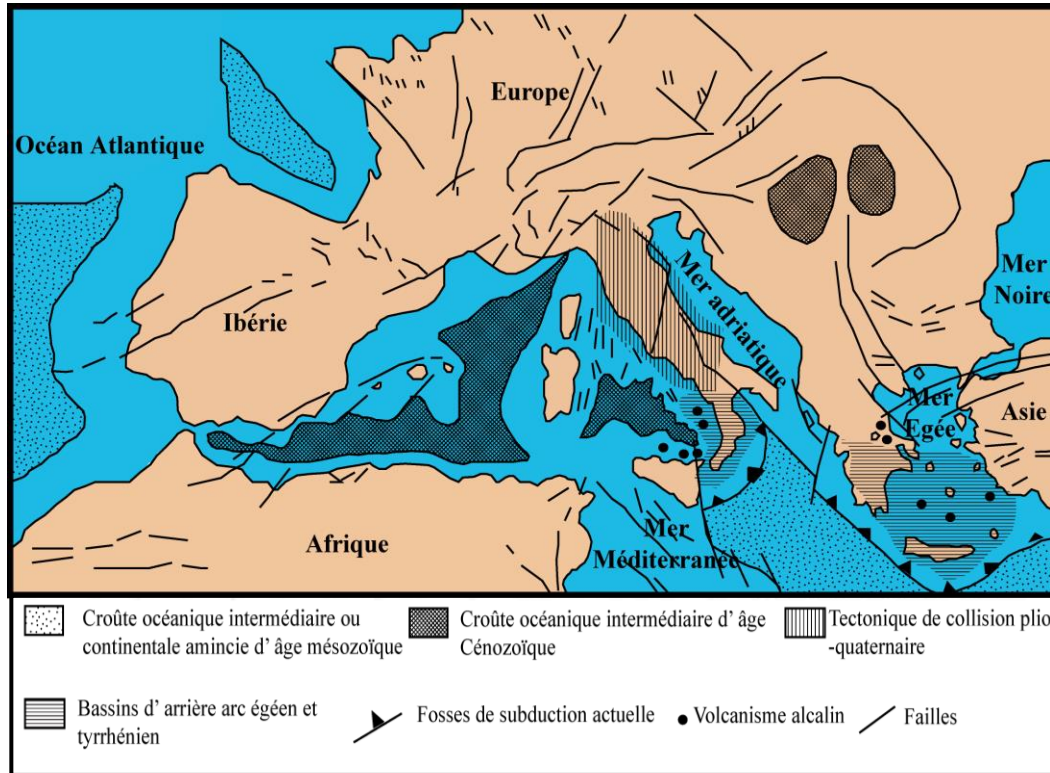 Europe
Océan Atlantique
Mer
Noire
Mer adriatique
Ibérie
Mer
Egée
Asie
Afrique
Mer
Méditerranée
Croûte océanique intermédiaire ou
continentale amincie d' âge mésozoïque
Croûte océanique intermédiaire d' âge
Cénozoïque
Tectonique de collision plio
-quaternaire
Bassins d' arrière arc égéen et
tyrrhénien
Fosses de subduction actuelle
Volcanisme alcalin
Failles